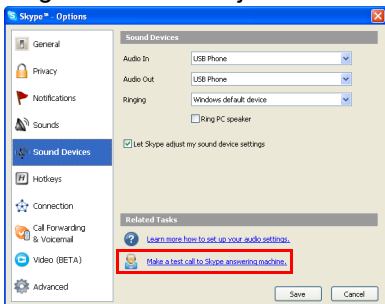 Skype™ - Options
General
Privacy
Notifications
Sounds
Sound Devices
Hotkeys
Connection
Call Forwarding
& Voicemail
Video (BETA)
Advanced
Sound Devices
Audio In
USB Phone
Audio Out
USB Phone
Ringing
Windows default device
Ring PC speaker
Let Skype adjust my sound device settings
Related Tasks
Learn more how to set up your audio settings.
Make a test call to Skype answering machine.
Save
Cancel